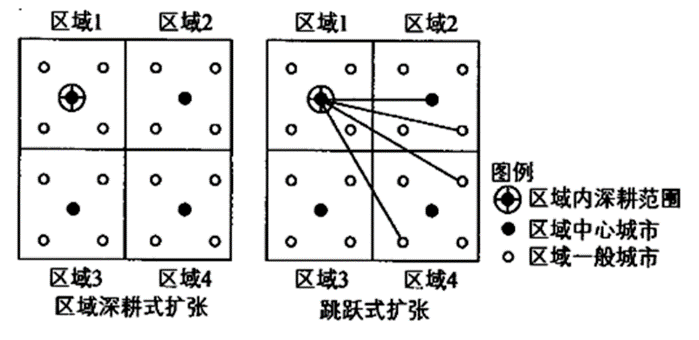 区域1 区域2 区域1 区域2
图例
区域内深耕范围
区域中心城市
区域一般城市
区域3 区域4 区域3 区域4
区域深耕式扩张 跳跃式扩张